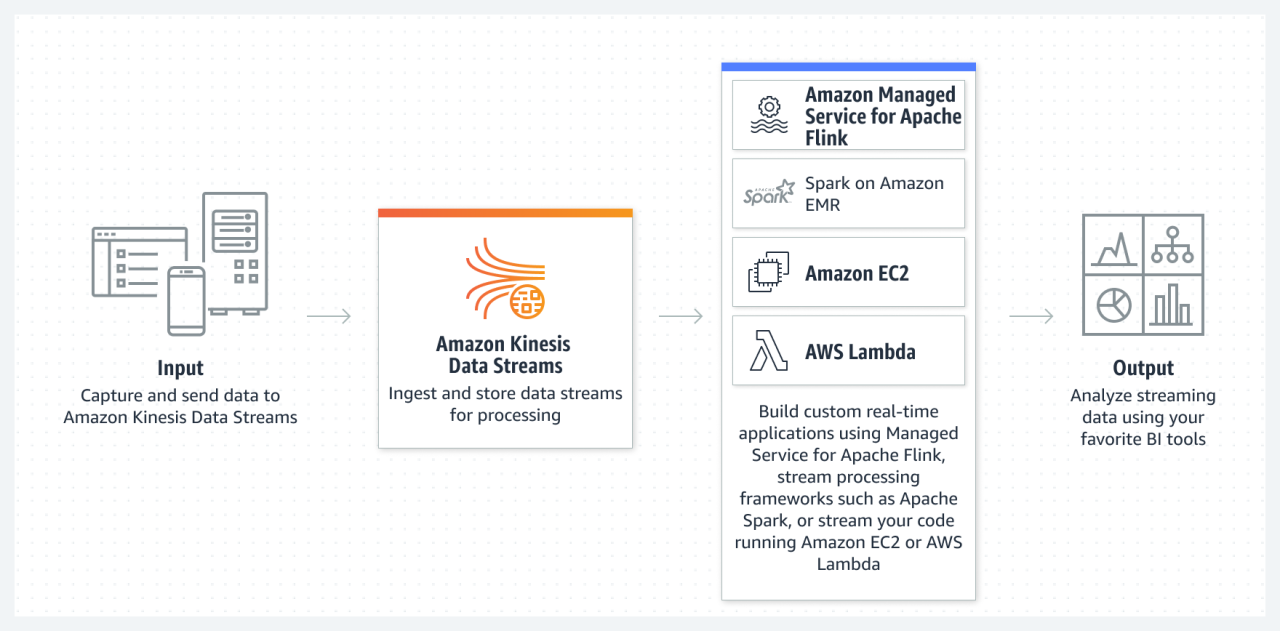 Input
Capture and send data to
Amazon Kinesis Data Streams
Amazon Kinesis
Data Streams
Ingest and store data streams
for processing
Amazon Managed
Service for Apache
Flink
APACHE
Spark
Spark on Amazon
EMR
Amazon EC2
AWS Lambda
Build custom real-time
applications using Managed
Service for Apache Flink,
stream processing
frameworks such as Apache
Spark, or stream your code
running Amazon EC2 or AWS
Lambda
Output
Analyze streaming
data using your
favorite BI tools